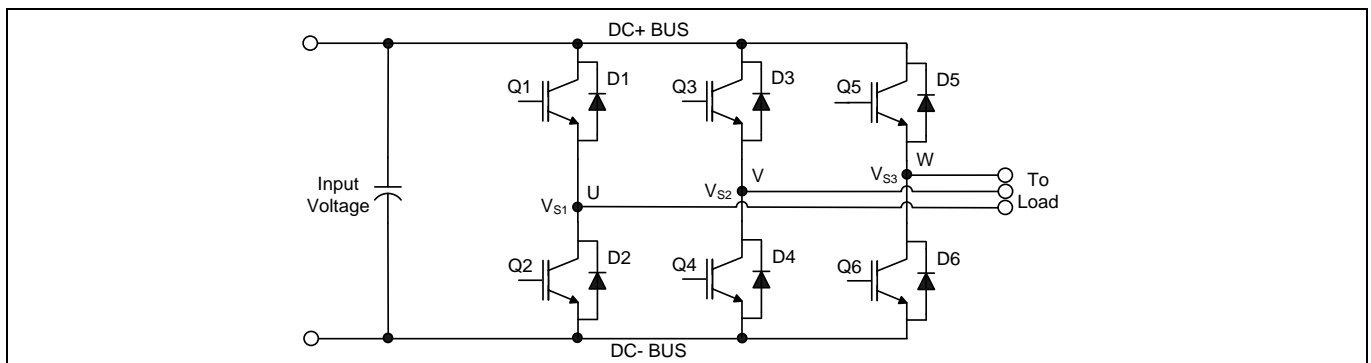 DC+ BUS
Q1
D1
Q3
D3
Q5
D5
Input
Voltage
V_S1
U
V_S2
V
V_S3
W
To
Load
Q2
D2
Q4
D4
Q6
D6
DC- BUS